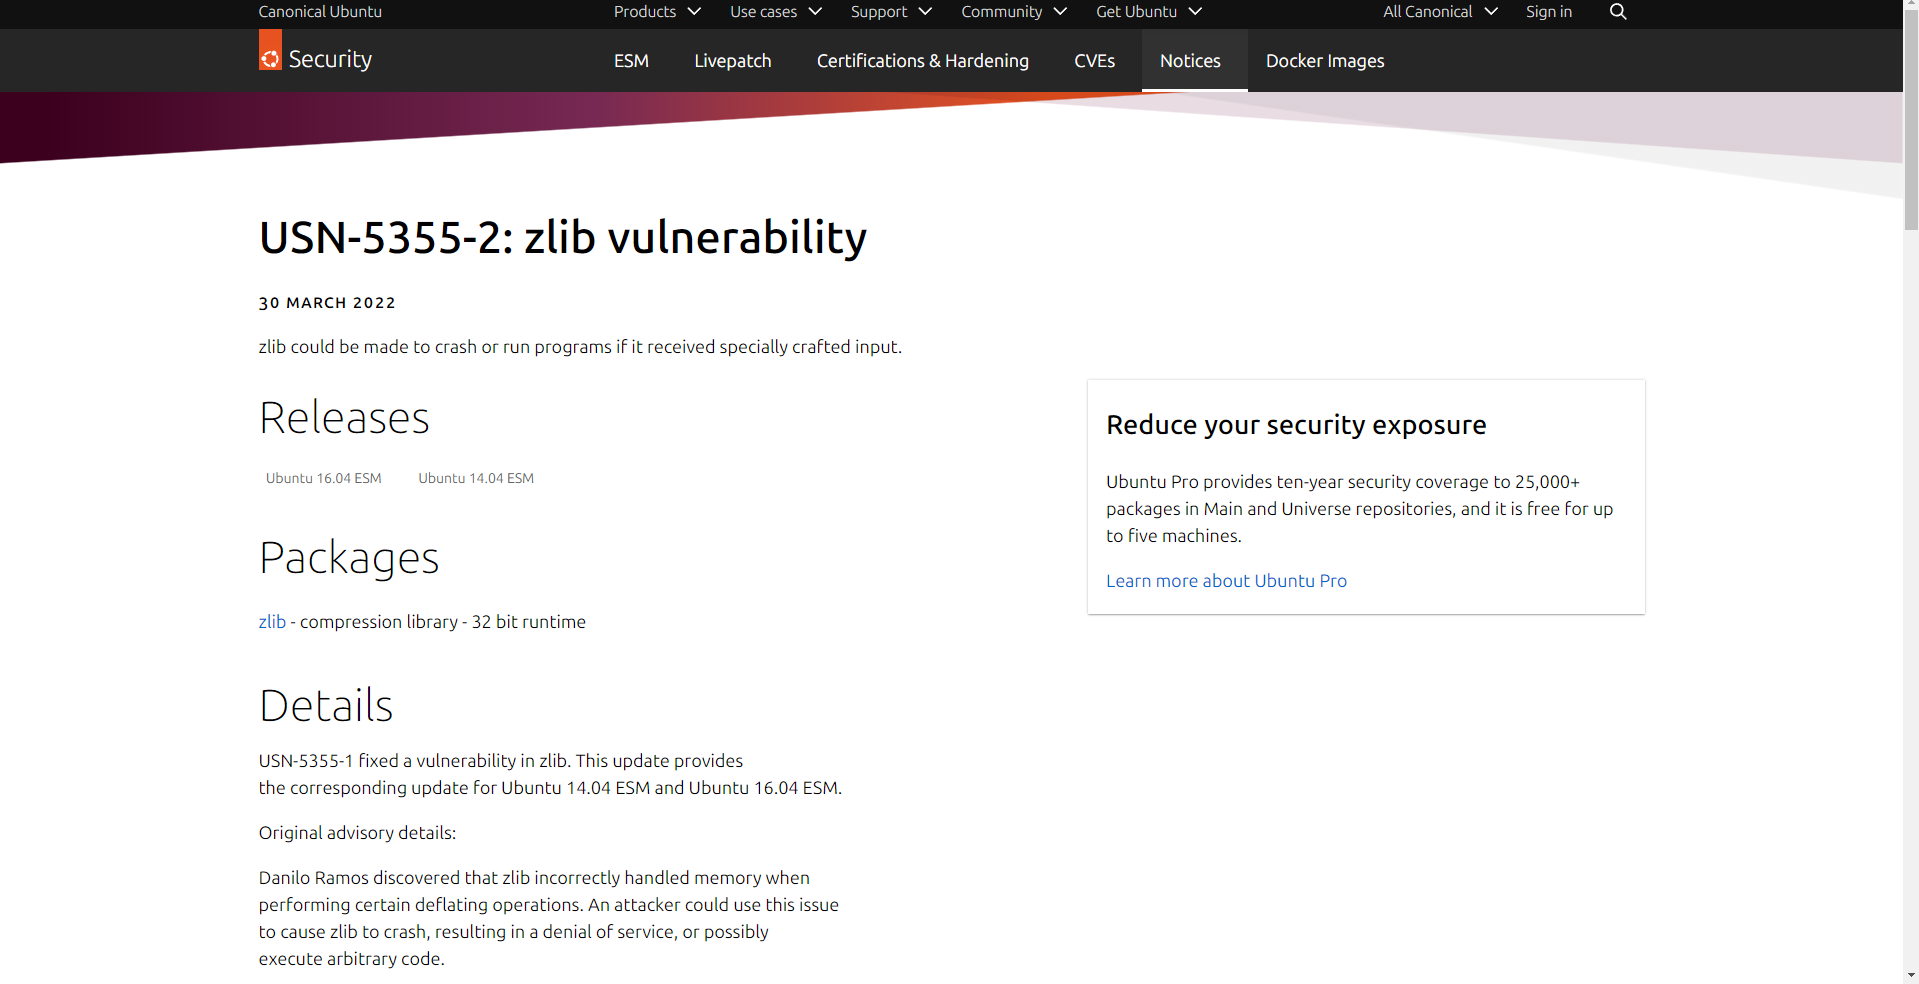 Canonical Ubuntu
Products
Use cases
Support
Community
Get Ubuntu
All Canonical
Sign in
Security
ESM
Livepatch
Certifications & Hardening
CVEs
Notices
Docker Images
USN-5355-2: zlib vulnerability
30 MARCH 2022
zlib could be made to crash or run programs if it received specially crafted input.
Releases
Ubuntu 16.04 ESM
Ubuntu 14.04 ESM
Packages
zlib - compression library - 32 bit runtime
Details
USN-5355-1 fixed a vulnerability in zlib. This update provides
the corresponding update for Ubuntu 14.04 ESM and Ubuntu 16.04 ESM.
Original advisory details:
Danilo Ramos discovered that zlib incorrectly handled memory when
performing certain deflating operations. An attacker could use this issue
to cause zlib to crash, resulting in a denial of service, or possibly
execute arbitrary code.
Reduce your security exposure
Ubuntu Pro provides ten-year security coverage to 25,000+
packages in Main and Universe repositories, and it is free for up
to five machines.
Learn more about Ubuntu Pro